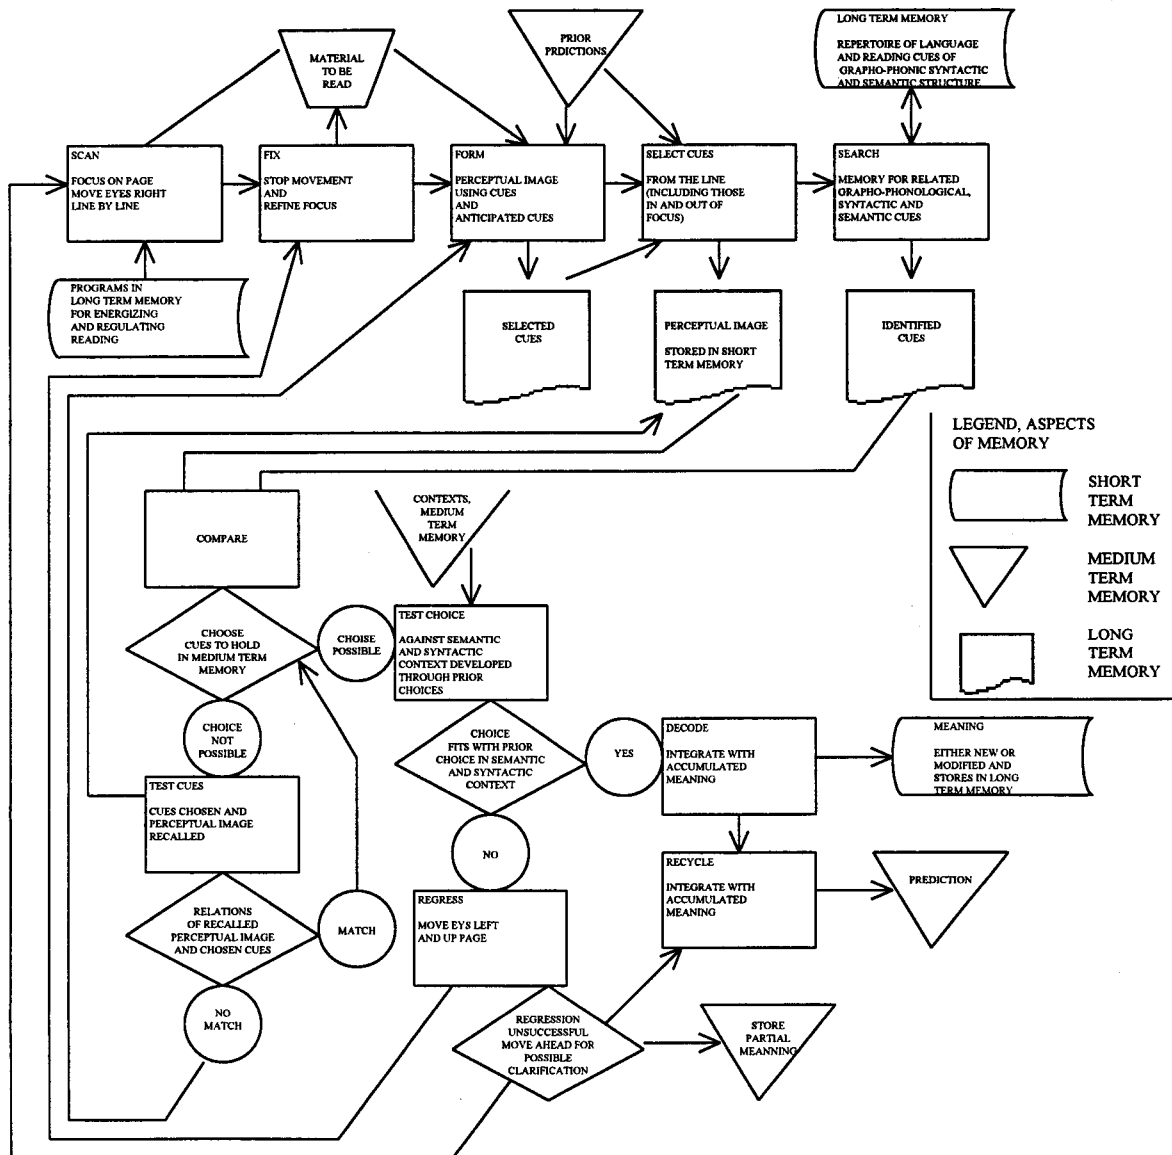 MATERIAL
TO BE
READ
PRIOR
PRDICTIONS
LONG TERM MEMORY
REPERTOIRE OF LANGUAGE
AND READING CUES OF
GRAPHO-PHONIC SYNTACTIC
AND SEMANTIC STRUCTURE
SCAN
FOCUS ON PAGE
MOVE EYES RIGHT
LINE BY LINE
FIX
STOP MOVEMENT
AND
REFINE FOCUS
FORM
PERCEPTUAL IMAGE
USING CUES
AND
ANTICIPATED CUES
SELECT CUES
FROM THE LINE
(INCLUDING THOSE
IN AND OUT OF
FOCUS)
SEARCH
MEMORY FOR RELATED
GRAPHO-PHONOLOGICAL,
SYNTACTIC AND
SEMANTIC CUES
PROGRAMS IN
LONG TERM MEMORY
FOR ENERGIZING
AND REGULATING
READING
SELECTED
CUES
PERCEPTUAL IMAGE
STORED IN SHORT
TERM MEMORY
IDENTIFIED
CUES
LEGEND, ASPECTS
OF MEMORY
SHORT
TERM
MEMORY
MEDIUM
TERM
MEMORY
LONG
TERM
MEMORY
COMPARE
CONTEXTS,
MEDIUM
TERM
MEMORY
CHOOSE
CUES TO HOLD
IN MEDIUM TERM
MEMORY
CHOISE
POSSIBLE
TEST CHOICE
AGAINST SEMANTIC
AND SYNTACTIC
CONTEXT DEVELOPED
THROUGH PRIOR
CHOICES
CHOICE
NOT
POSSIBLE
CHOICE
FITS WITH PRIOR
CHOICE IN SEMANTIC
AND SYNTACTIC
CONTEXT
YES
DECODE
INTEGRATE WITH
ACCUMULATED
MEANING
MEANING
EITHER NEW OR
MODIFIED AND
STORES IN LONG
TERM MEMORY
TEST CUES
CUES CHOSEN AND
PERCEPTUAL IMAGE
RECALLED
NO
RECYCLE
INTEGRATE WITH
ACCUMULATED
MEANING
PREDICTION
RELATIONS
OF RECALLED
PERCEPTUAL IMAGE
AND CHOSEN CUES
MATCH
REGRESS
MOVE EYS LEFT
AND UP PAGE
NO
MATCH
REGRESSION
UNSUCCESSFUL
MOVE AHEAD FOR
POSSIBLE
CLARIFICATION
STORE
PARTIAL
MEANNING